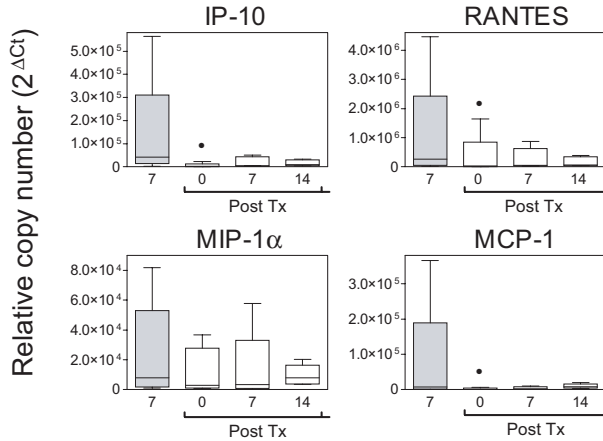 Relative copy number (2^ΔCt)
IP-10
5.0×10^5
4.0×10^5
3.0×10^5
2.0×10^5
1.0×10^5
0
7 0 7 14
Post Tx
RANTES
4.0×10^6
3.0×10^6
2.0×10^6
1.0×10^6
0
7 0 7 14
Post Tx
MIP-1α
8.0×10^4
6.0×10^4
4.0×10^4
2.0×10^4
0
7 0 7 14
Post Tx
MCP-1
3.0×10^5
2.0×10^5
1.0×10^5
0
7 0 7 14
Post Tx